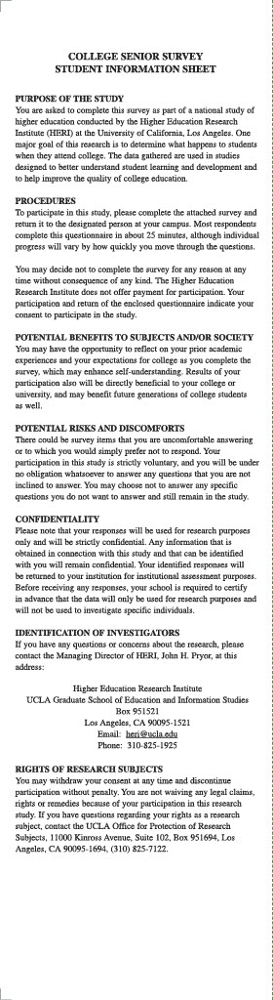 COLLEGE SENIOR SURVEY
STUDENT INFORMATION SHEET
PURPOSE OF THE STUDY
You are asked to complete this survey as part of a national study of
higher education conducted by the Higher Education Research
Institute (HERI) at the University of California, Los Angeles. One
major goal of this research is to determine what happens to students
when they attend college. The data gathered are used in studies
designed to better understand student learning and development and
to help improve the quality of college education.
PROCEDURES
To participate in this study, please complete the attached survey and
return it to the designated person at your campus. Most respondents
complete this questionnaire in about 25 minutes, although individual
progress will vary by how quickly you move through the questions.
You may decide not to complete the survey for any reason at any
time without consequence of any kind. The Higher Education
Research Institute does not offer payment for participation. Your
participation and return of the enclosed questionnaire indicate your
consent to participate in the study.
POTENTIAL BENEFITS TO SUBJECTS AND/OR SOCIETY
You may have the opportunity to reflect on your prior academic
experiences and your expectations for college as you complete the
survey, which may enhance self-understanding. Results of your
participation also will be directly beneficial to your college or
university, and may benefit future generations of college students
as well.
POTENTIAL RISKS AND DISCOMFORTS
There could be survey items that you are uncomfortable answering
or to which you would simply prefer not to respond. Your
participation in this study is strictly voluntary, and you will be under
no obligation whatsoever to answer any questions that you are not
inclined to answer. You may choose not to answer any specific
questions you do not want to answer and still remain in the study.
CONFIDENTIALITY
Please note that your responses will be used for research purposes
only and will be strictly confidential. Any information that is
obtained in connection with this study and that can be identified
with you will remain confidential. Your identified responses will
be returned to your institution for institutional assessment purposes.
Before receiving any responses, your school is required to certify
in advance that the data will only be used for research purposes and
will not be used to investigate specific individuals.
IDENTIFICATION OF INVESTIGATORS
If you have any questions or concerns about the research, please
contact the Managing Director of HERI, John H. Pryor, at this
address:
Higher Education Research Institute
UCLA Graduate School of Education and Information Studies
Box 951521
Los Angeles, CA 90095-1521
Email: heri@ucla.edu
Phone: 310-825-1925
RIGHTS OF RESEARCH SUBJECTS
You may withdraw your consent at any time and discontinue
participation without penalty. You are not waiving any legal claims,
rights or remedies because of your participation in this research
study. If you have questions regarding your rights as a research
subject, contact the UCLA Office for Protection of Research
Subjects, 11000 Kinross Avenue, Suite 102, Box 951694, Los
Angeles, CA 90095-1694, (310) 825-7122.